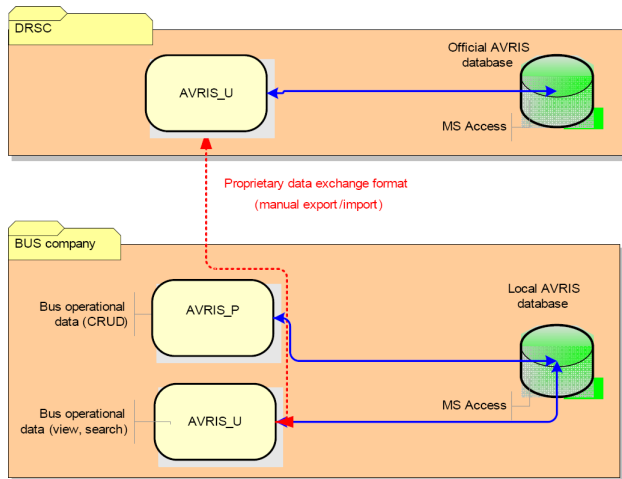 DRSC
Official AVRIS
database
AVRIS_U
MS Access
Proprietary data exchange format
(manual export/import)
BUS company
Local AVRIS
database
AVRIS_P
Bus operational
data (CRUD)
MS Access
Bus operational
data (view, search)
AVRIS_U